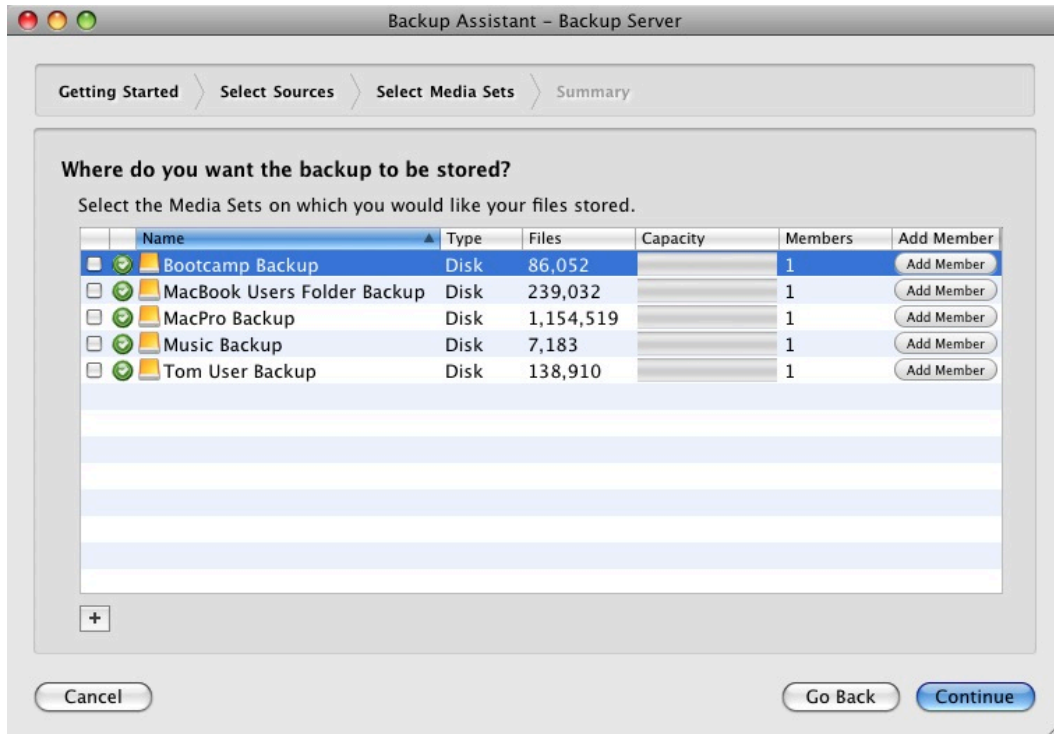 Backup Assistant – Backup Server
Getting Started Select Sources Select Media Sets Summary
Where do you want the backup to be stored?
Select the Media Sets on which you would like your files stored.
Name Type Files Capacity Members Add Member
Bootcamp Backup Disk 86,052 1 Add Member
MacBook Users Folder Backup Disk 239,032 1 Add Member
MacPro Backup Disk 1,154,519 1 Add Member
Music Backup Disk 7,183 1 Add Member
Tom User Backup Disk 138,910 1 Add Member
+
Cancel Go Back Continue